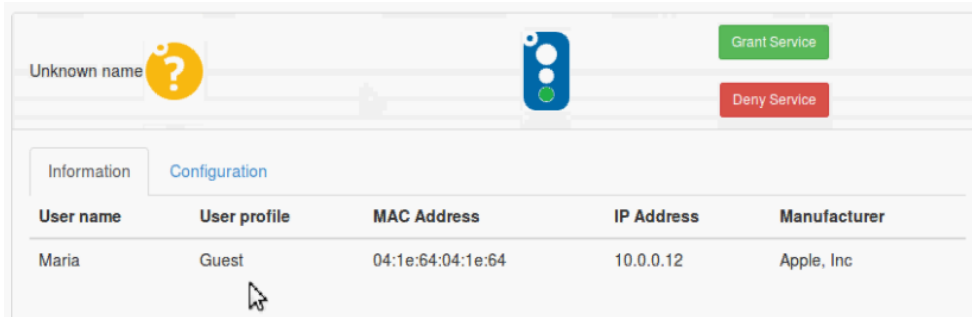 Grant Service
Unknown name ?
Deny Service
Information Configuration
User name User profile MAC Address IP Address Manufacturer
Maria Guest 04:1e:64:04:1e:64 10.0.0.12 Apple, Inc